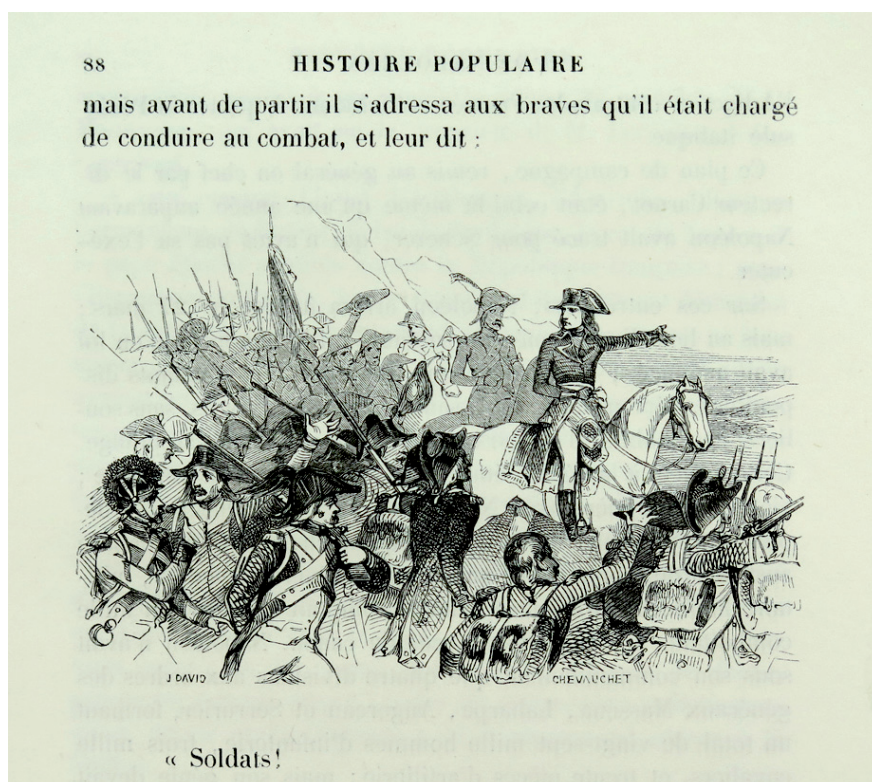 88 HISTOIRE POPULAIRE
mais avant de partir il s'adressa aux braves qu'il était chargé
de conduire au combat, et leur dit :
J. DAVID CHEVAUCHET
« Soldats!